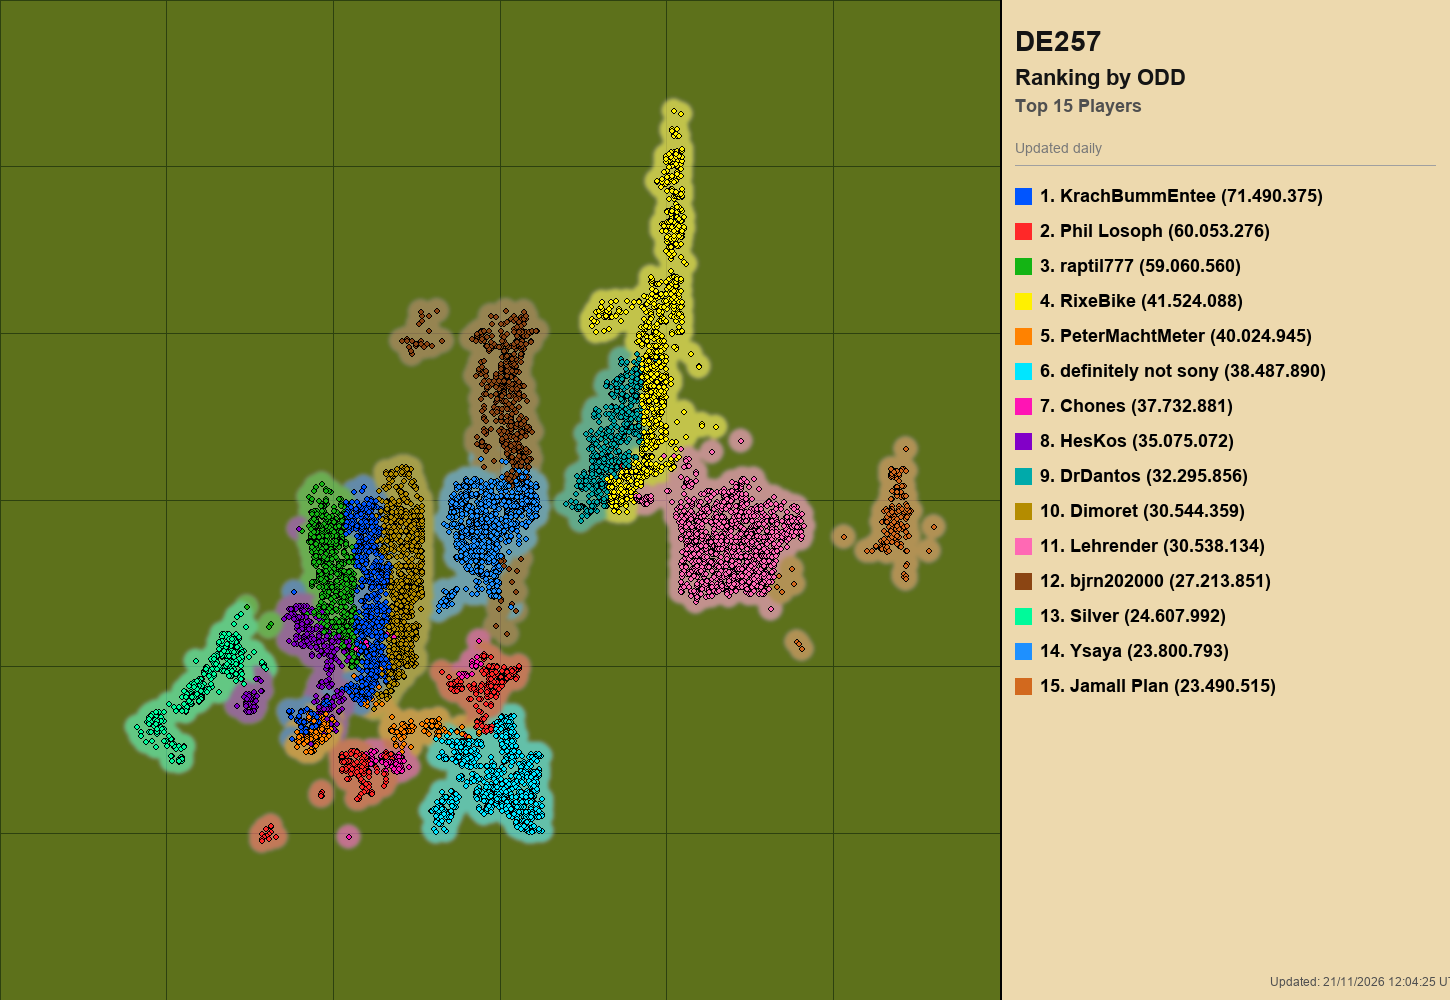 DE257
Ranking by ODD
Top 15 Players
Updated daily
1. KrachBummEntee (71.490.375)
2. Phil Losoph (60.053.276)
3. raptil777 (59.060.560)
4. RixeBike (41.524.088)
5. PeterMachtMeter (40.024.945)
6. definitely not sony (38.487.890)
7. Chones (37.732.881)
8. HesKos (35.075.072)
9. DrDantos (32.295.856)
10. Dimoret (30.544.359)
11. Lehrender (30.538.134)
12. bjrn202000 (27.213.851)
13. Silver (24.607.992)
14. Ysaya (23.800.793)
15. Jamall Plan (23.490.515)
Updated: 21/11/2026 12:04:25